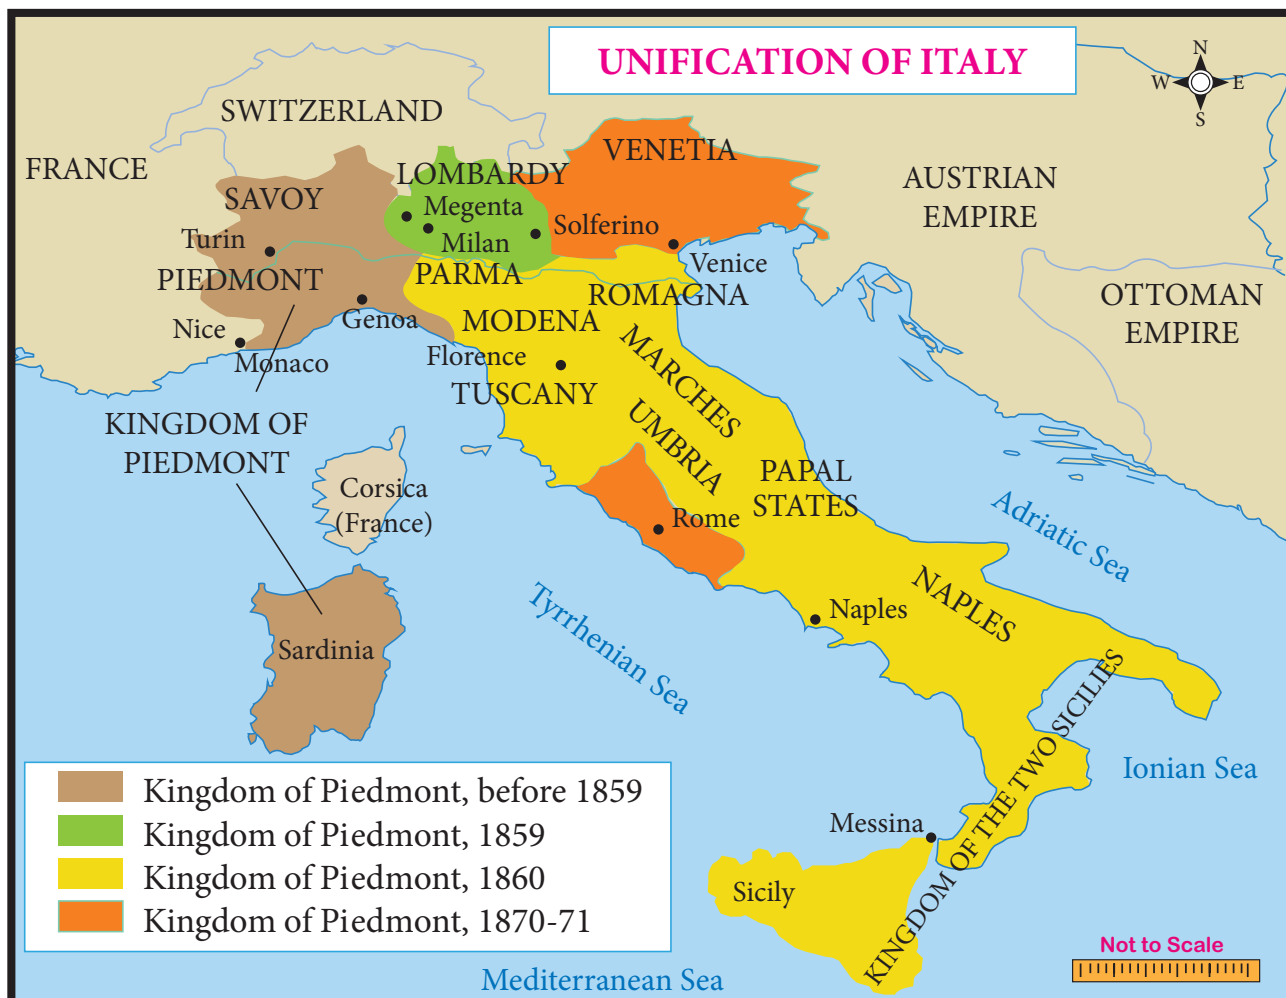 UNIFICATION OF ITALY
N
W
E
S
SWITZERLAND
FRANCE
VENETIA
LOMBARDY
AUSTRIAN
EMPIRE
SAVOY
Megenta
Turin
Milan
Solferino
Venice
PIEDMONT
PARMA
ROMAGNA
OTTOMAN
EMPIRE
Nice
Genoa
MODENA
Monaco
Florence
MARCHES
TUSCANY
KINGDOM OF
PIEDMONT
UMBRIA
PAPAL
STATES
Corsica
(France)
Rome
Adriatic Sea
Tyrrhenian Sea
Naples
NAPLES
Sardinia
KINGDOM OF THE TWO SICILIES
Ionian Sea
Kingdom of Piedmont, before 1859
Kingdom of Piedmont, 1859
Kingdom of Piedmont, 1860
Kingdom of Piedmont, 1870-71
Messina
Sicily
Not to Scale
Mediterranean Sea